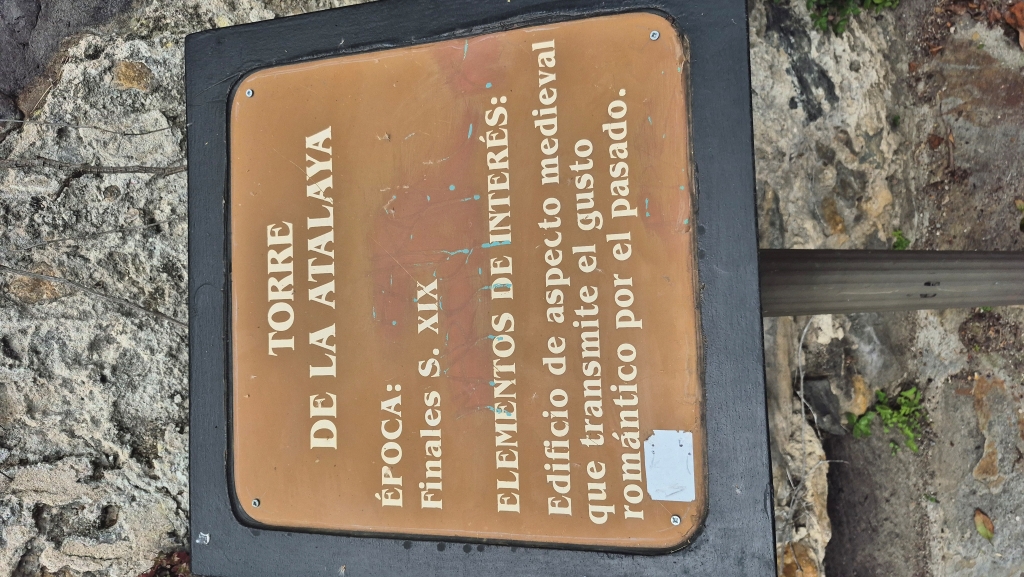 TORRE
DE LA ATALAYA
ÉPOCA:
Finales S. XIX
ELEMENTOS DE INTERÉS:
Edificio de aspecto medieval
que transmite el gusto
romántico por el pasado.